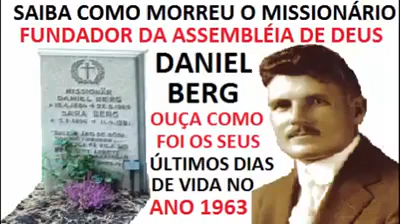 SAIBA COMO MORREU O MISSIONÁRIO
FUNDADOR DA ASSEMBLÉIA DE DEUS
DANIEL
BERG
OUÇA COMO
FOI OS SEUS
ÚLTIMOS DIAS
DE VIDA NO
ANO 1963
MISSIONÄR
DANIEL BERG
SARA BERG